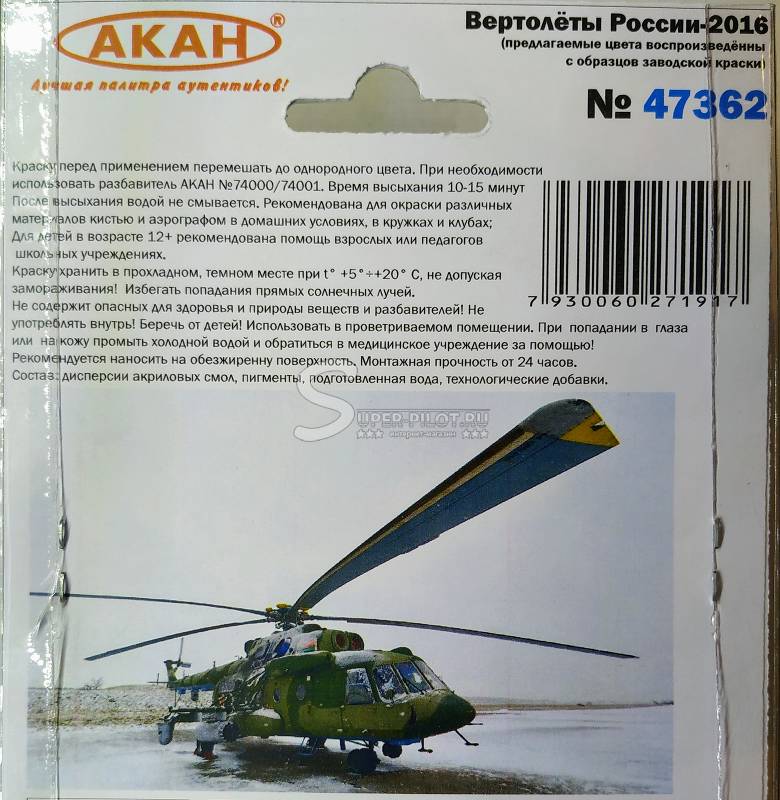 АКАН®
Лучшая палитра аутентиков!
Вертолёты России-2016
(предлагаемые цвета воспроизведённы
с образцов заводской краски)
№ 47362
Краску перед применением перемешать до однородного цвета. При необходимости
использовать разбавитель АКАН №74000/74001. Время высыхания 10-15 минут
После высыхания водой не смывается. Рекомендована для окраски различных
материалов кистью и аэрографом в домашних условиях, в кружках и клубах;
Для детей в возрасте 12+ рекомендована помощь взрослых или педагогов
школьных учреждениях.
Краску хранить в прохладном, темном месте при t° +5°÷+20° С, не допуская
замораживания! Избегать попадания прямых солнечных лучей.
Не содержит опасных для здоровья и природы веществ и разбавителей! Не
употреблять внутрь! Беречь от детей! Использовать в проветриваемом помещении. При попадании в глаза
или на кожу промыть холодной водой и обратиться в медицинское учреждение за помощью!
Рекомендуется наносить на обезжиренну поверхность. Монтажная прочность от 24 часов.
Состав: дисперсии акриловых смол, пигменты, подготовленная вода, технологические добавки.
7 930060 271917
SUPER-PILOT.RU
интернет-магазин